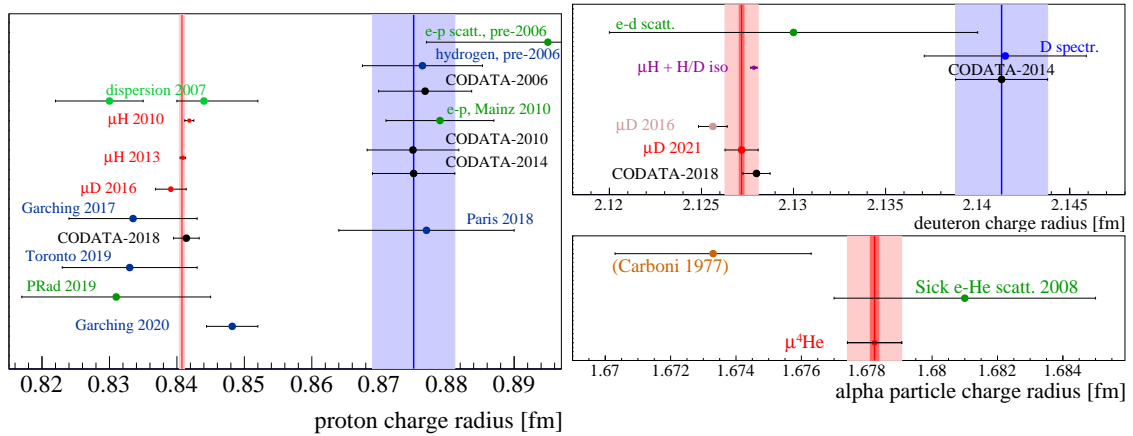 e-p scatt., pre-2006
hydrogen, pre-2006
CODATA-2006
dispersion 2007
μH 2010
e-p, Mainz 2010
CODATA-2010
μH 2013
CODATA-2014
μD 2016
Garching 2017
Paris 2018
CODATA-2018
Toronto 2019
PRad 2019
Garching 2020
0.82 0.83 0.84 0.85 0.86 0.87 0.88 0.89
proton charge radius [fm]
e-d scatt.
D spectr.
μH + H/D iso
CODATA-2014
μD 2016
μD 2021
CODATA-2018
2.12 2.125 2.13 2.135 2.14 2.145
deuteron charge radius [fm]
(Carboni 1977)
Sick e-He scatt. 2008
μ⁴He
1.67 1.672 1.674 1.676 1.678 1.68 1.682 1.684
alpha particle charge radius [fm]